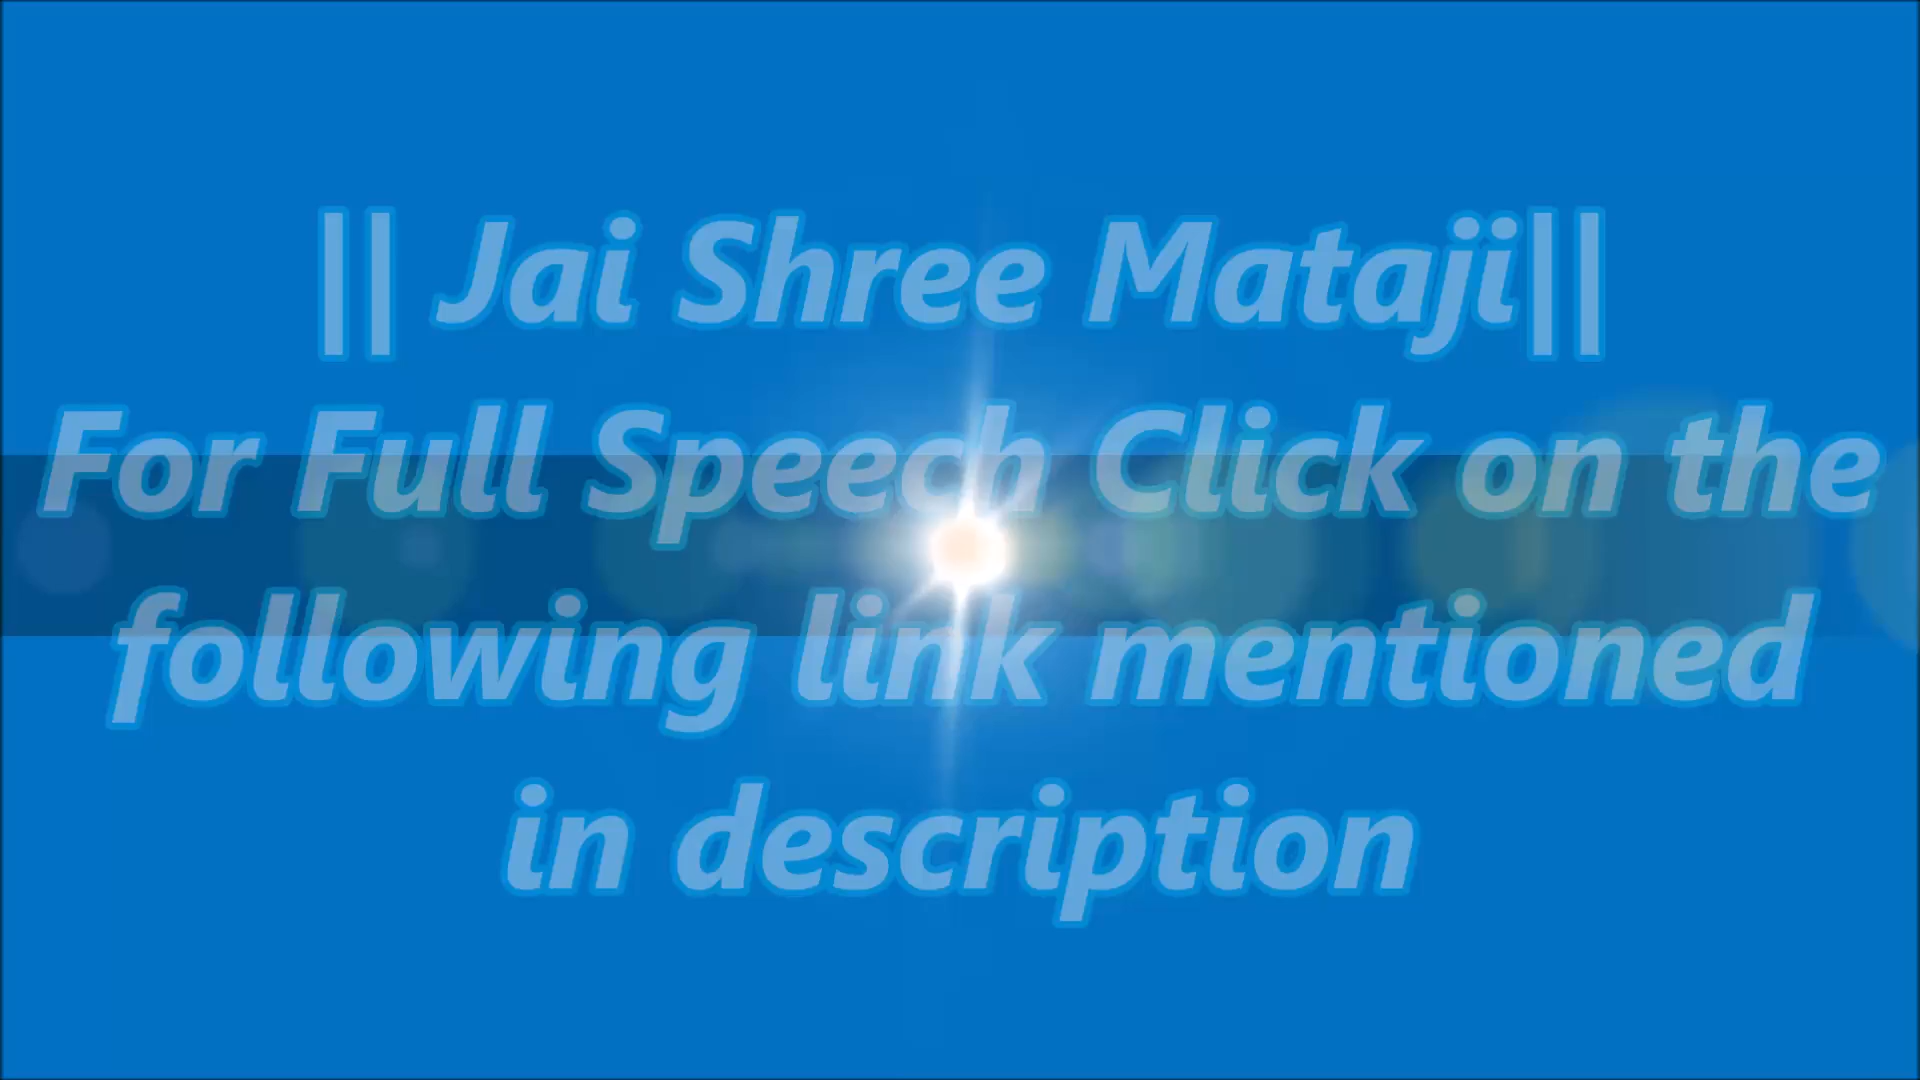 || Jai Shree Mataji||
For Full Speech Click on the
following link mentioned
in description